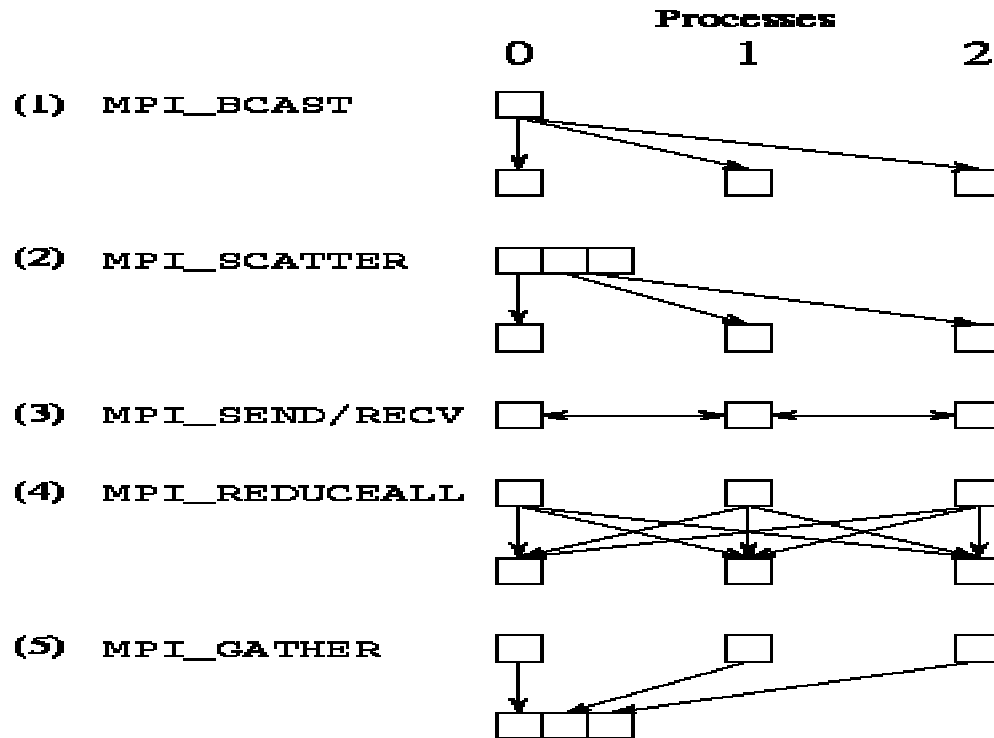 Processes
0 1 2
(1) MPI_BCAST
(2) MPI_SCATTER
(3) MPI_SEND/RECV
(4) MPI_REDUCEALL
(5) MPI_GATHER